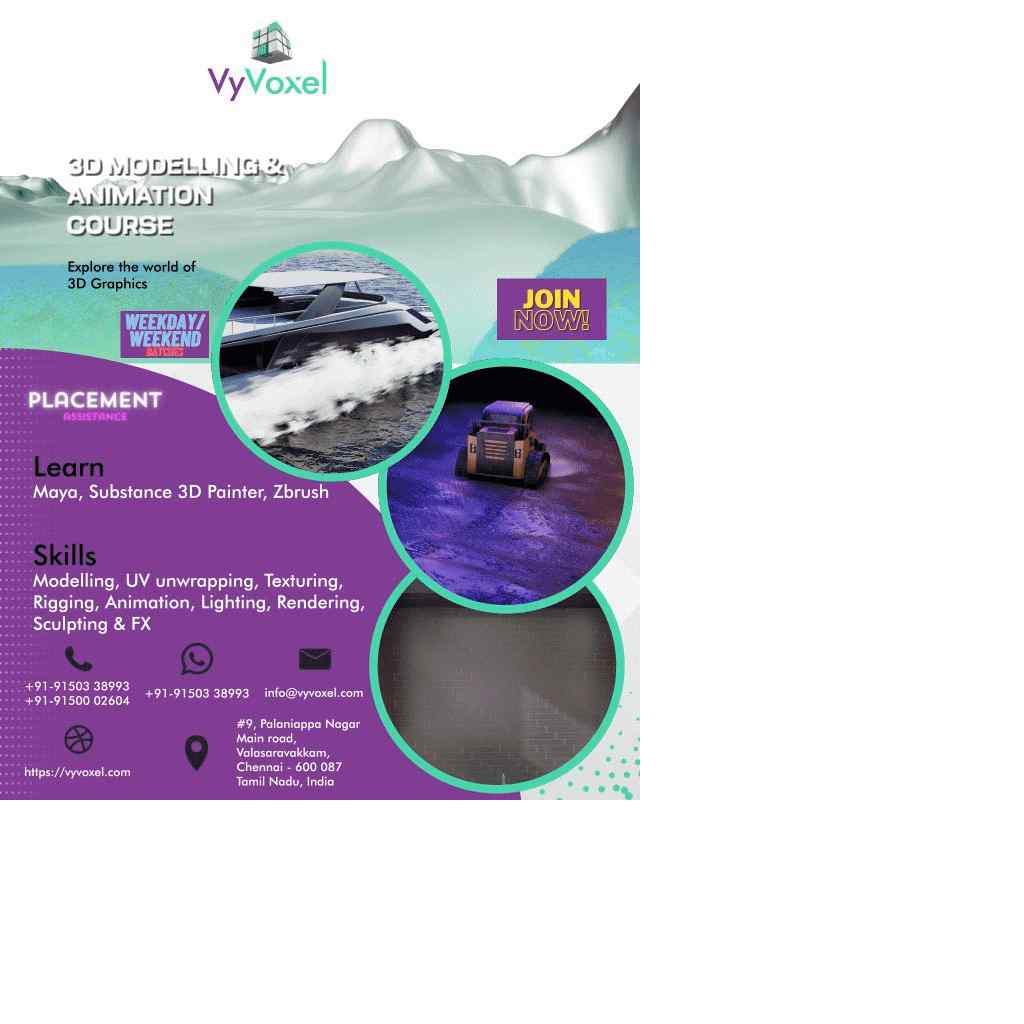 VyVoxel
3D MODELLING &
ANIMATION
COURSE
Explore the world of
3D Graphics
JOIN
NOW!
WEEKDAY/
WEEKEND
BATCHES
PLACEMENT
ASSISTANCE
Learn
Maya, Substance 3D Painter, Zbrush
Skills
Modelling, UV unwrapping, Texturing,
Rigging, Animation, Lighting, Rendering,
Sculpting & FX
+91-91503 38993
+91-91500 02604
+91-91503 38993
info@vyvoxel.com
https://vyvoxel.com
#9, Palaniappa Nagar
Main road,
Valasaravakkam,
Chennai - 600 087
Tamil Nadu, India